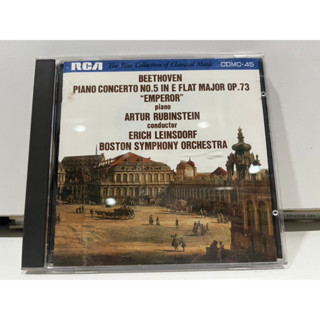 RCA The Fine Collection of Classical Music CDMC-45
BEETHOVEN
PIANO CONCERTO NO.5 IN E FLAT MAJOR OP.73
"EMPEROR"
piano
ARTUR RUBINSTEIN
conductor
ERICH LEINSDORF
BOSTON SYMPHONY ORCHESTRA